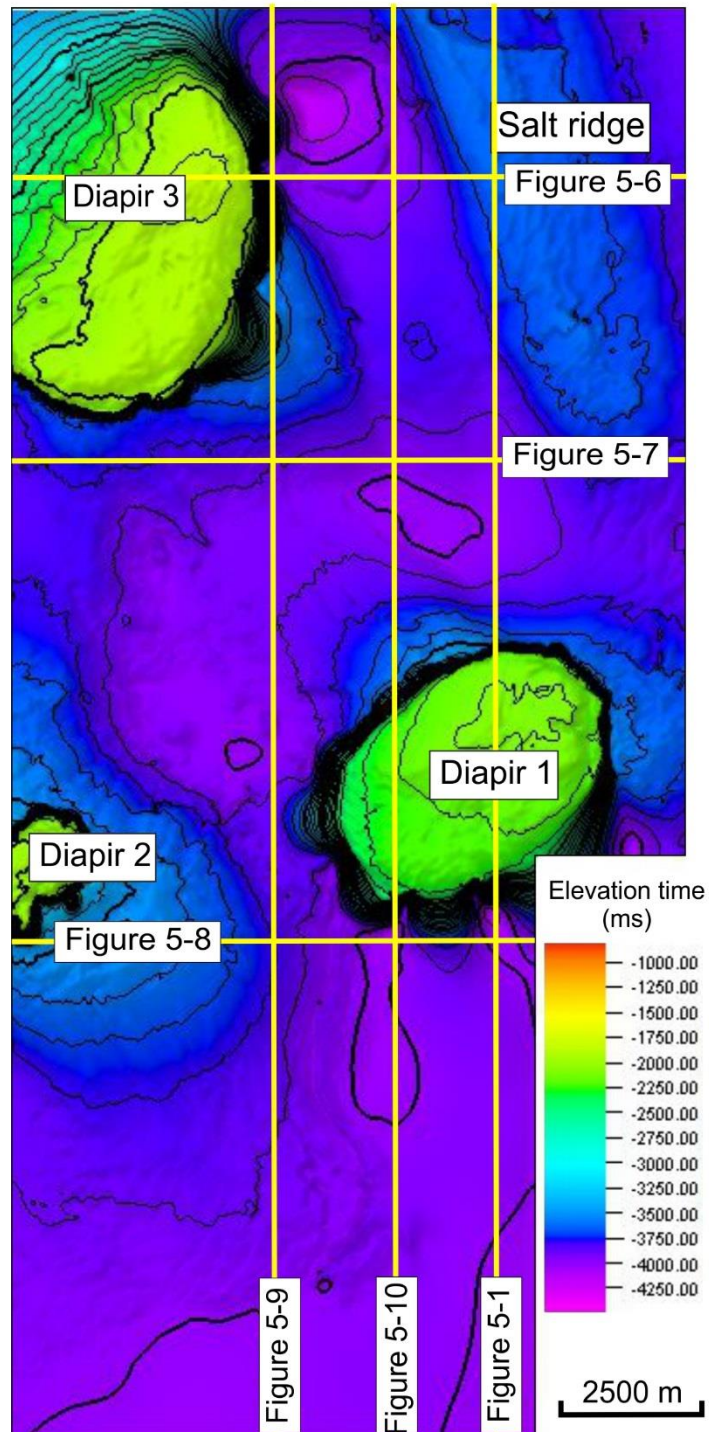 Salt ridge
Figure 5-6
Diapir 3
Figure 5-7
Diapir 1
Diapir 2
Figure 5-8
Elevation time
(ms)
-1000.00
-1250.00
-1500.00
-1750.00
-2000.00
-2250.00
-2500.00
-2750.00
-3000.00
-3250.00
-3500.00
-3750.00
-4000.00
-4250.00
Figure 5-9
Figure 5-10
Figure 5-1
2500 m